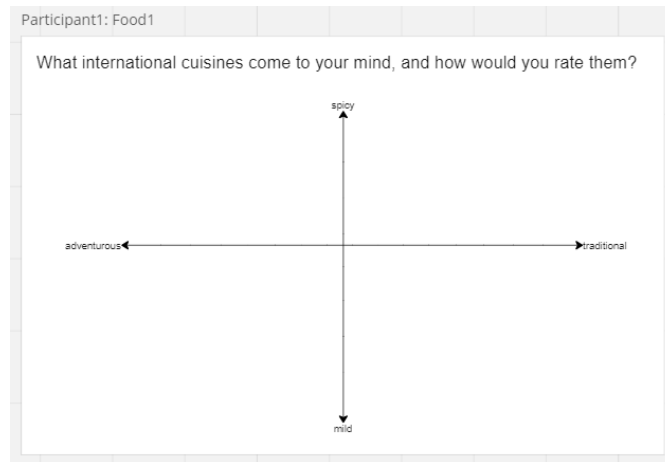 Participant1: Food1
What international cuisines come to your mind, and how would you rate them?
spicy
adventurous
traditional
mild